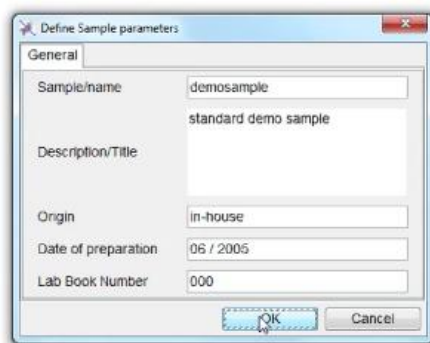 Define Sample parameters
General
Sample/name demosample
Description/Title standard demo sample
Origin in-house
Date of preparation 06 / 2005
Lab Book Number 000
OK Cancel